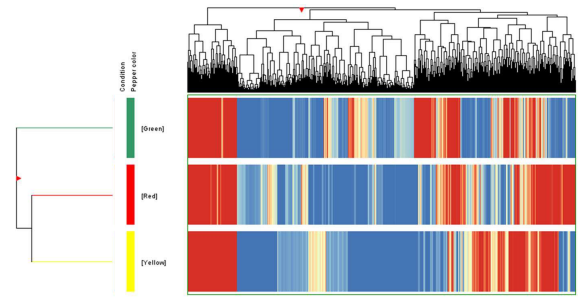 Condition
Pepper color
[Green]
[Red]
[Yellow]